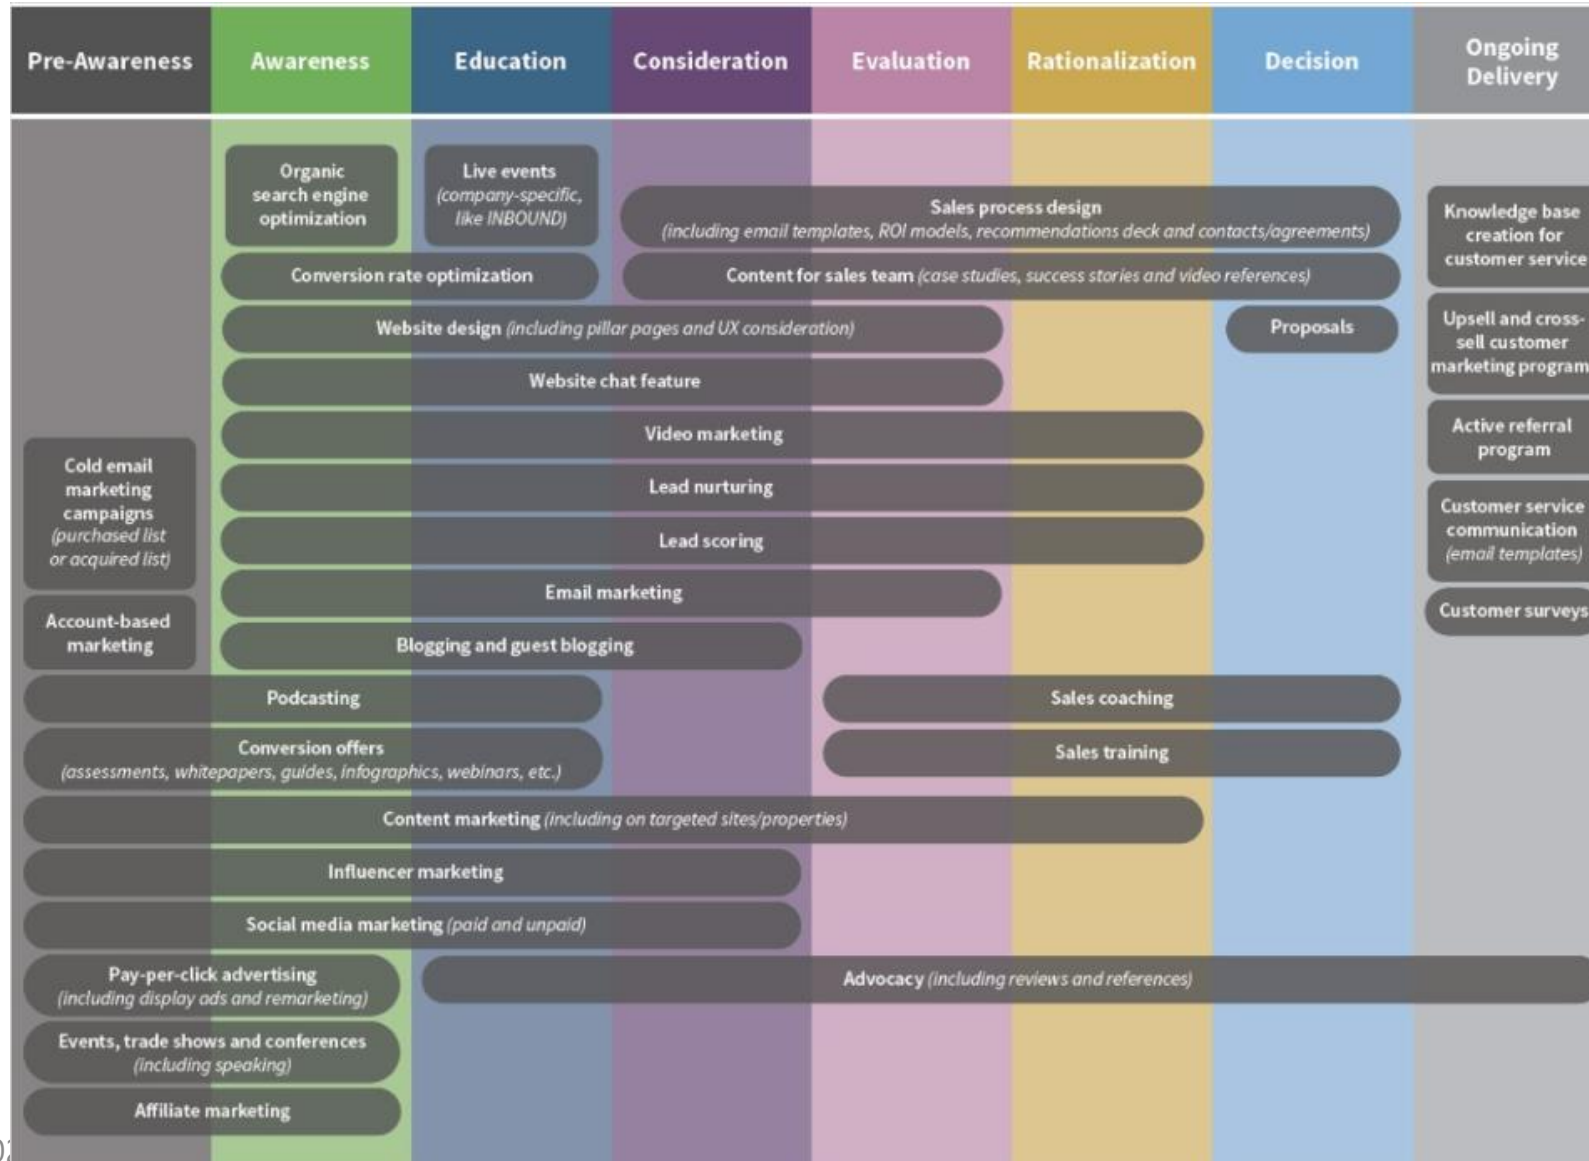 Pre-Awareness
Awareness
Education
Consideration
Evaluation
Rationalization
Decision
Ongoing
Delivery
Organic
search engine
optimization
Live events
(company-specific,
like INBOUND)
Sales process design
(including email templates, ROI models, recommendations deck and contacts/agreements)
Knowledge base
creation for
customer service
Conversion rate optimization
Content for sales team (case studies, success stories and video references)
Website design (including pillar pages and UX consideration)
Proposals
Upsell and cross-
sell customer
marketing program
Website chat feature
Video marketing
Active referral
program
Cold email
marketing
campaigns
(purchased list
or acquired list)
Lead nurturing
Lead scoring
Customer service
communication
(email templates)
Email marketing
Customer surveys
Account-based
marketing
Blogging and guest blogging
Podcasting
Sales coaching
Conversion offers
(assessments, whitepapers, guides, infographics, webinars, etc.)
Sales training
Content marketing (including on targeted sites/properties)
Influencer marketing
Social media marketing (paid and unpaid)
Pay-per-click advertising
(including display ads and remarketing)
Advocacy (including reviews and references)
Events, trade shows and conferences
(including speaking)
Affiliate marketing